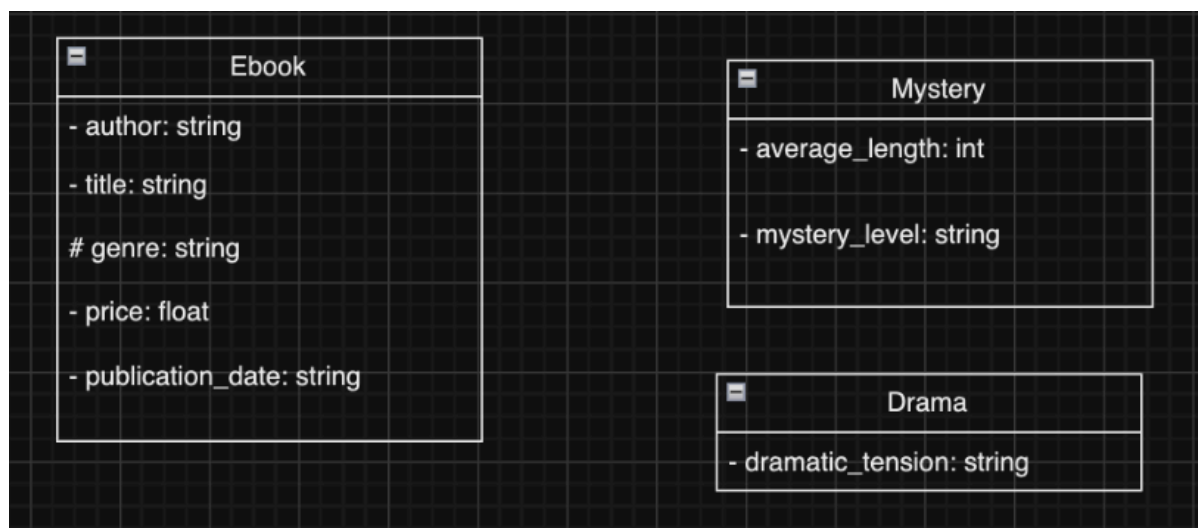 Ebook
- author: string
- title: string
# genre: string
- price: float
- publication_date: string
Mystery
- average_length: int
- mystery_level: string
Drama
- dramatic_tension: string